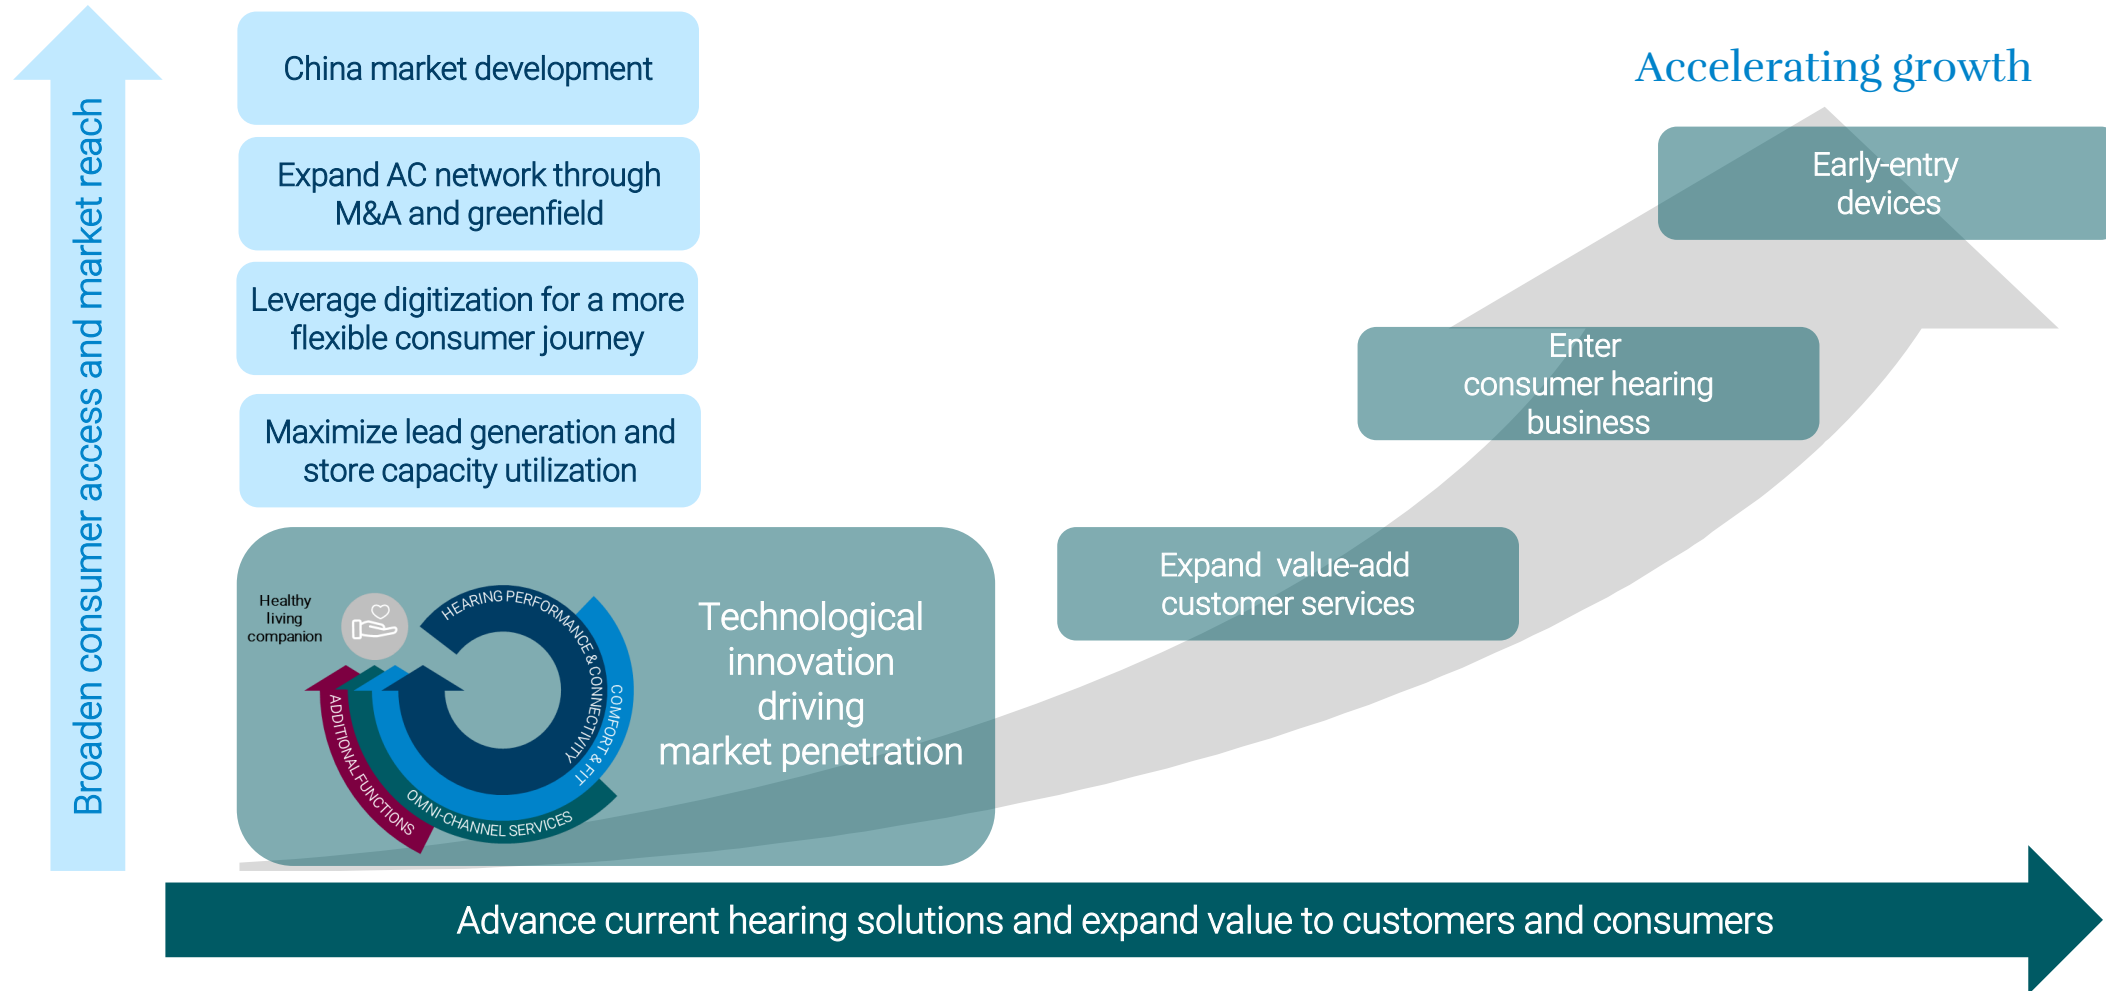 Broaden consumer access and market reach
China market development
Expand AC network through
M&A and greenfield
Leverage digitization for a more
flexible consumer journey
Maximize lead generation and
store capacity utilization
Healthy
living
companion
HEARING PERFORMANCE & CONNECTIVITY
COMFORT & FIT
OMNI-CHANNEL SERVICES
ADDITIONAL FUNCTIONS
Technological
innovation
driving
market penetration
Expand value-add
customer services
Enter
consumer hearing
business
Accelerating growth
Early-entry
devices
Advance current hearing solutions and expand value to customers and consumers